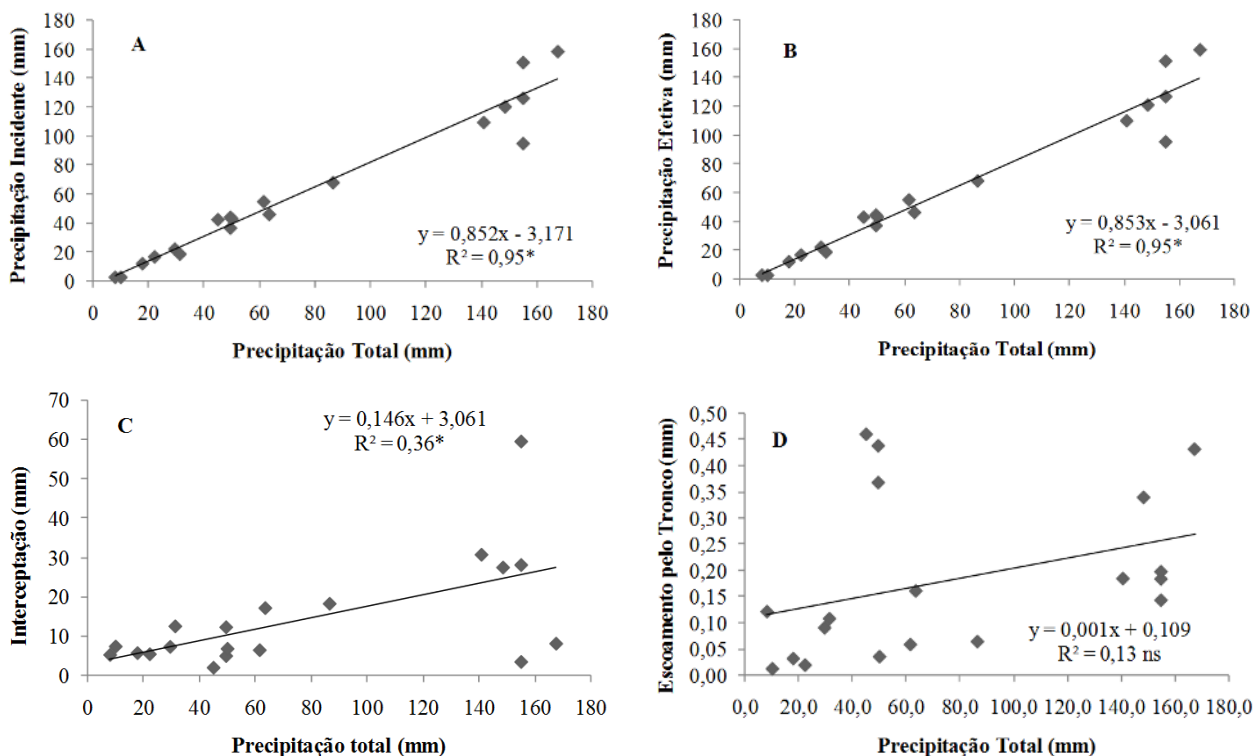 A
Precipitação Incidente (mm)
180
160
140
120
100
80
60
40
20
0
y = 0,852x - 3,171
R² = 0,95*
0 20 40 60 80 100 120 140 160 180
Precipitação Total (mm)
B
Precipitação Efetiva (mm)
180
160
140
120
100
80
60
40
20
0
y = 0,853x - 3,061
R² = 0,95*
0 20 40 60 80 100 120 140 160 180
Precipitação Total (mm)
C
Interceptação (mm)
70
60
50
40
30
20
10
0
y = 0,146x + 3,061
R² = 0,36*
0 20 40 60 80 100 120 140 160 180
Precipitação total (mm)
D
Escoamento pelo Tronco (mm)
0,50
0,45
0,40
0,35
0,30
0,25
0,20
0,15
0,10
0,05
0,00
y = 0,001x + 0,109
R² = 0,13 ns
0,0 20,0 40,0 60,0 80,0 100,0 120,0 140,0 160,0 180,0
Precipitação Total (mm)